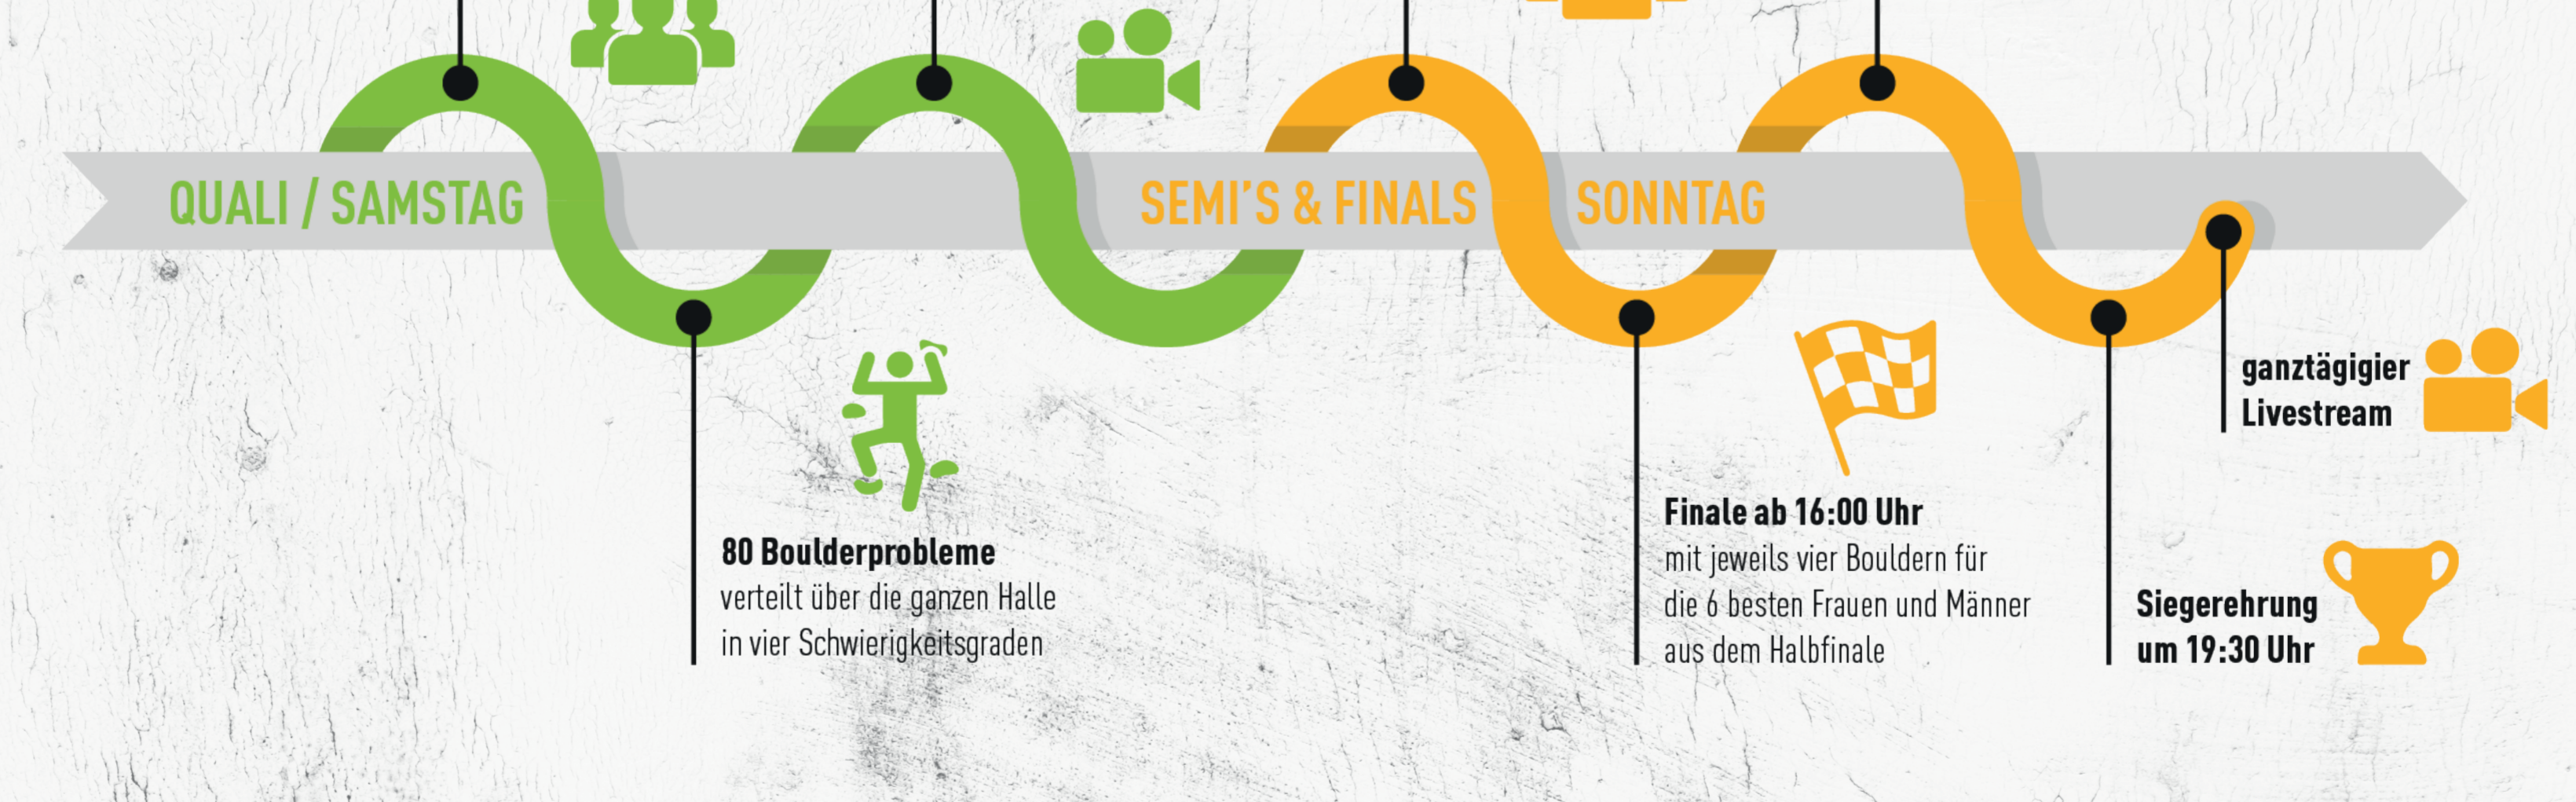 QUALI / SAMSTAG
SEMI'S & FINALS SONNTAG
80 Boulderprobleme
verteilt über die ganzen Halle
in vier Schwierigkeitsgraden
Finale ab 16:00 Uhr
mit jeweils vier Bouldern für
die 6 besten Frauen und Männer
aus dem Halbfinale
Siegerehrung
um 19:30 Uhr
ganztägigier
Livestream